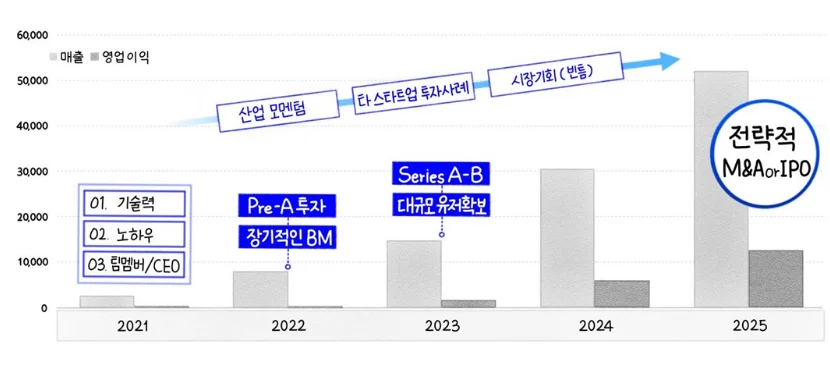 60,000
매출 영업이익
50,000
40,000
30,000
20,000
10,000
0
산업 모멘텀
타 스타트업 투자사례
시장기회 (빈틈)
01. 기술력
02. 노하우
03. 팀멤버/CEO
Pre-A 투자
장기적인 BM
Series A-B
대규모 유저확보
전략적
M&A or IPO
2021 2022 2023 2024 2025